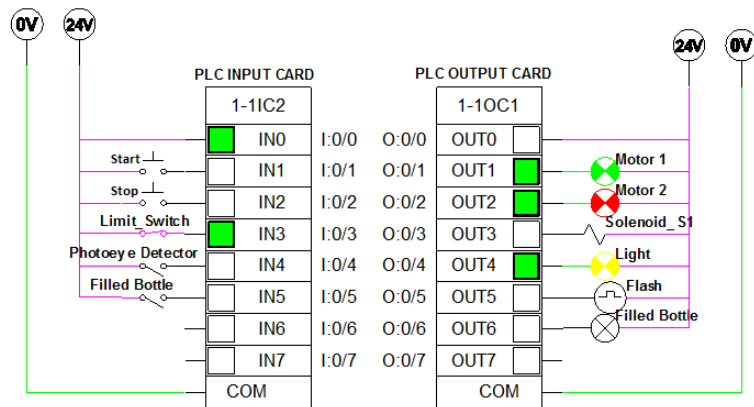 0V 24V 24V 0V
PLC INPUT CARD PLC OUTPUT CARD
1-1IC2 1-1OC1
IN0 I:0/0 O:0/0 OUT0
Start IN1 I:0/1 O:0/1 OUT1 Motor 1
Stop IN2 I:0/2 O:0/2 OUT2 Motor 2
Limit_Switch IN3 I:0/3 O:0/3 OUT3 Solenoid_S1
Photoeye Detector IN4 I:0/4 O:0/4 OUT4 Light
Filled Bottle IN5 I:0/5 O:0/5 OUT5 Flash
IN6 I:0/6 O:0/6 OUT6 Filled Bottle
IN7 I:0/7 O:0/7 OUT7
COM COM